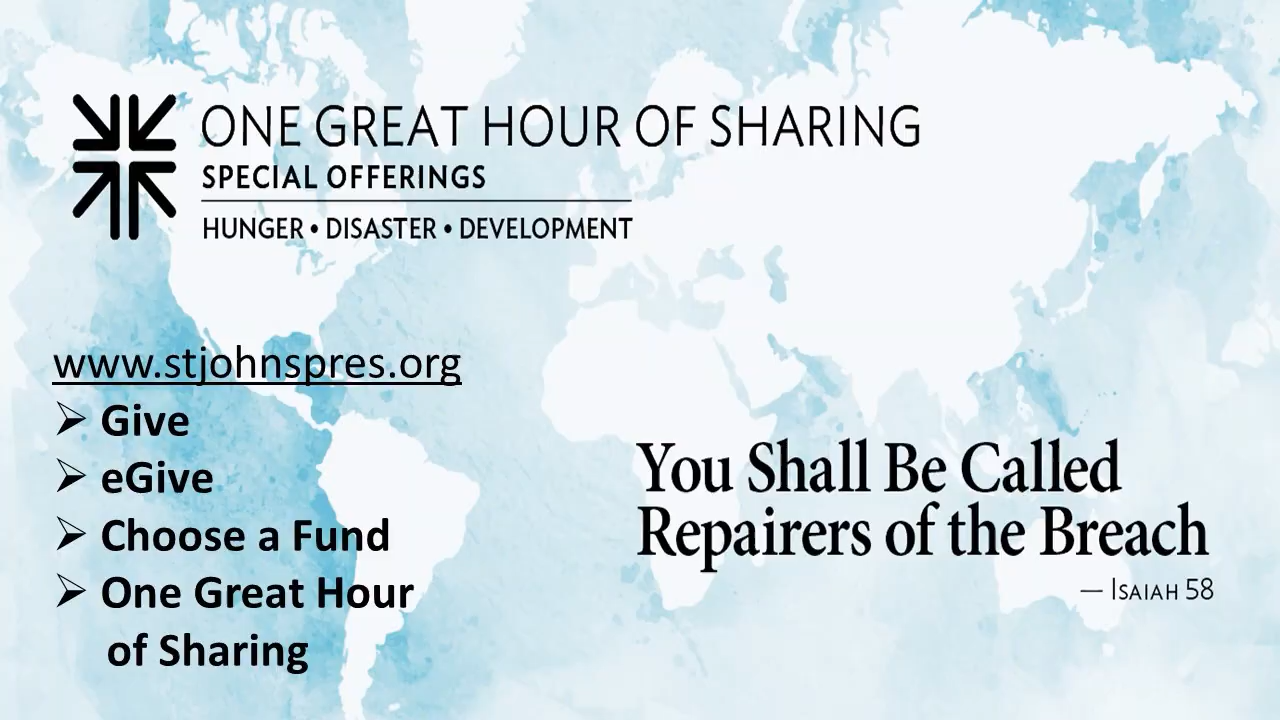 ONE GREAT HOUR OF SHARING
SPECIAL OFFERINGS
HUNGER • DISASTER • DEVELOPMENT
www.stjohnspres.org
➢ Give
➢ eGive
➢ Choose a Fund
➢ One Great Hour
of Sharing
You Shall Be Called
Repairers of the Breach
— ISAIAH 58